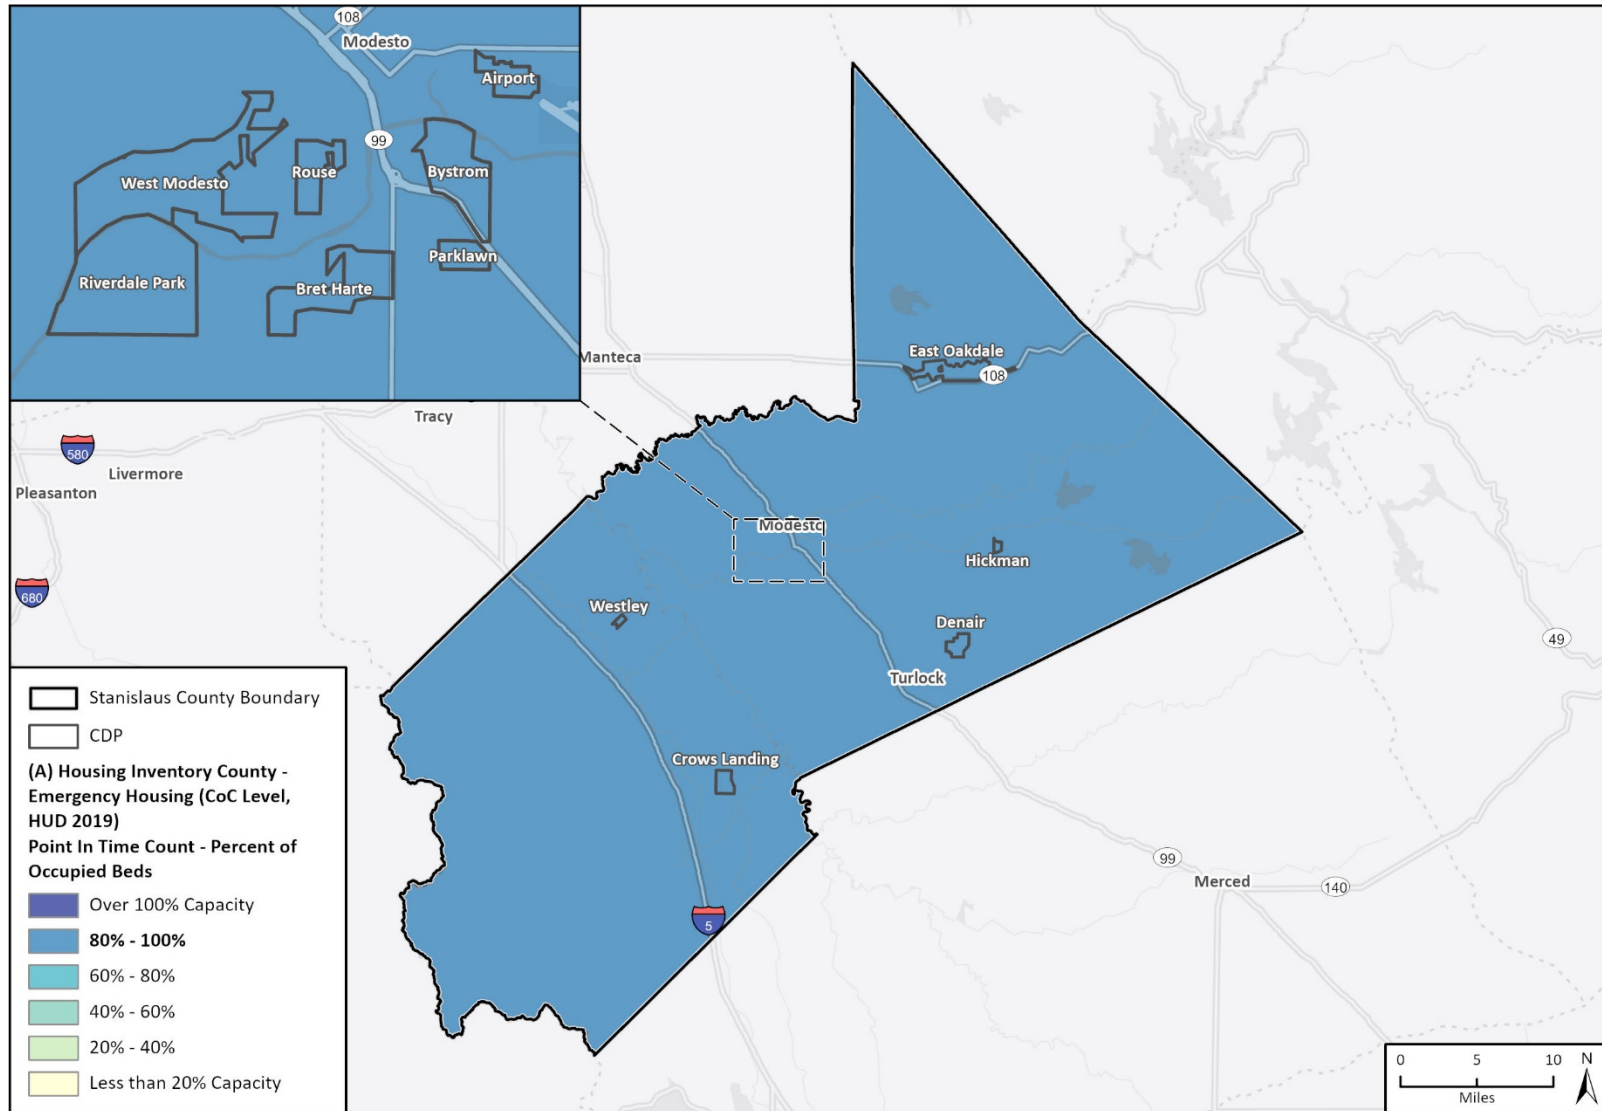 108
Modesto
Airport
99
West Modesto
Rouse
Bystrom
Parklawn
Riverdale Park
Bret Harte
Manteca
East Oakdale
108
Tracy
580
Livermore
Pleasanton
Modesto
Hickman
680
Westley
Denair
49
Turlock
Crows Landing
99
Merced
140
5
Stanislaus County Boundary
CDP
(A) Housing Inventory County -
Emergency Housing (CoC Level,
HUD 2019)
Point In Time Count - Percent of
Occupied Beds
Over 100% Capacity
80% - 100%
60% - 80%
40% - 60%
20% - 40%
Less than 20% Capacity
0 5 10 N
Miles